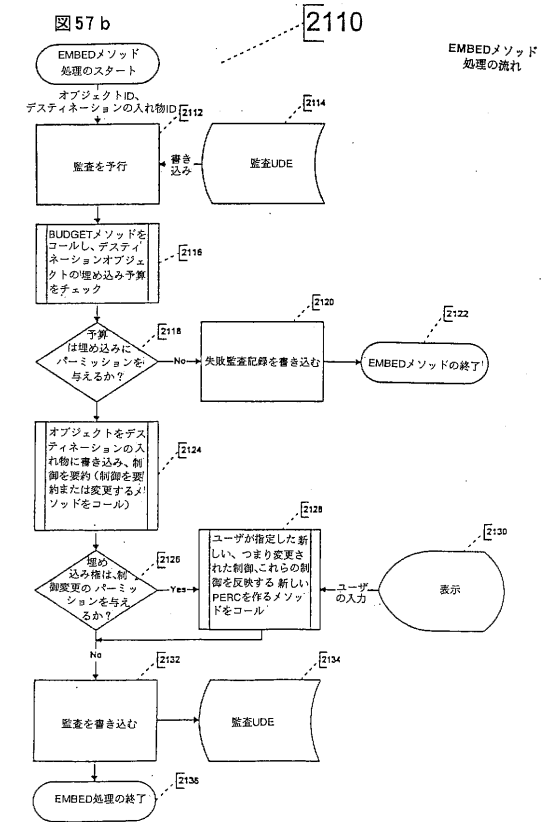 図57b
2110
EMBEDメソッド
処理の流れ
EMBEDメソッド
処理のスタート
オブジェクトID、
デスティネーションの入れ物ID
2112
2114
監査を予行
書き
込み
監査UDE
BUDGETメソッドを
コールし、デスティ
ネーションオブジェ
クトの埋め込み予算
をチェック
2116
2118
予算
は埋め込みに
パーミッションを
与えるか?
No
2120
失敗監査記録を書き込む
2122
EMBEDメソッドの終了
オブジェクトをデス
ティネーションの入
れ物に書き込み、制
御を要約(制御を要
約または変更するメ
ソッドをコール)
2124
2126
埋め
込み権は、制
御変更のパーミッ
ションを与え
るか?
Yes
2128
ユーザが指定した新
しい、つまり変更さ
れた制御、これらの制
御を反映する新しい
PERCを作るメソッ
ドをコール
ユーザ
の入力
2130
表示
No
2132
監査を書き込む
2134
監査UDE
2136
EMBED処理の終了